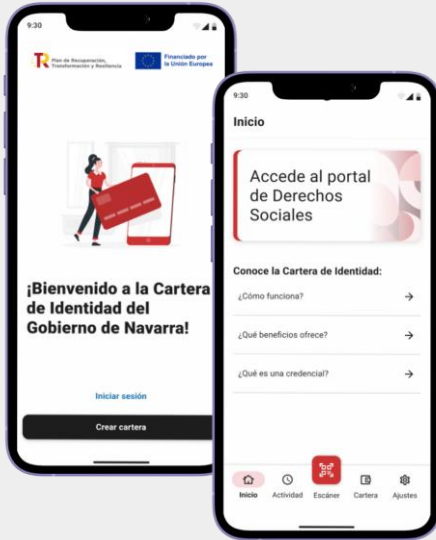 9:30
Plan de Recuperación,
Transformación y Resiliencia
Financiado por
la Unión Europea
¡Bienvenido a la Cartera
de Identidad del
Gobierno de Navarra!
Iniciar sesión
Crear cartera
9:30
Inicio
Accede al portal
de Derechos
Sociales
Conoce la Cartera de Identidad:
¿Cómo funciona?
¿Qué beneficios ofrece?
¿Qué es una credencial?
Inicio Actividad Escáner Cartera Ajustes